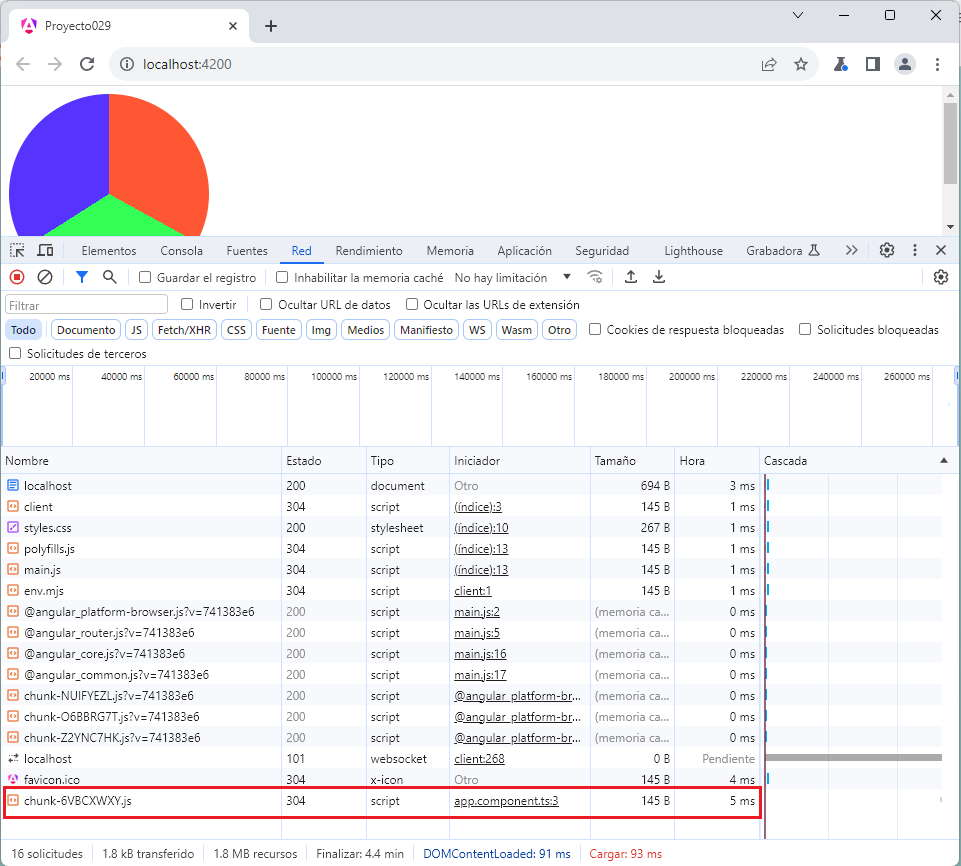 Proyecto029
localhost:4200
Elementos Consola Fuentes Red Rendimiento Memoria Aplicación Seguridad Lighthouse Grabadora
Guardar el registro Inhabilitar la memoria caché No hay limitación
Filtrar Invertir Ocultar URL de datos Ocultar las URLs de extensión
Todo Documento JS Fetch/XHR CSS Fuente Img Medios Manifiesto WS Wasm Otro Cookies de respuesta bloqueadas Solicitudes bloqueadas
Solicitudes de terceros
20000 ms 40000 ms 60000 ms 80000 ms 100000 ms 120000 ms 140000 ms 160000 ms 180000 ms 200000 ms 220000 ms 240000 ms 260000 ms
Nombre Estado Tipo Iniciador Tamaño Hora Cascada
localhost 200 document Otro 694 B 3 ms
client 304 script (índice):3 145 B 1 ms
styles.css 200 stylesheet (índice):10 267 B 1 ms
polyfills.js 304 script (índice):13 145 B 1 ms
main.js 304 script (índice):13 145 B 1 ms
env.mjs 304 script client:1 145 B 1 ms
@angular_platform-browser.js?v=741383e6 200 script main.js:2 (memoria ca... 0 ms
@angular_router.js?v=741383e6 200 script main.js:5 (memoria ca... 0 ms
@angular_core.js?v=741383e6 200 script main.js:16 (memoria ca... 0 ms
@angular_common.js?v=741383e6 200 script main.js:17 (memoria ca... 0 ms
chunk-NUIFYEZL.js?v=741383e6 200 script @angular_platform-br... (memoria ca... 0 ms
chunk-O6BBRG7T.js?v=741383e6 200 script @angular_platform-br... (memoria ca... 0 ms
chunk-Z2YNC7HK.js?v=741383e6 200 script @angular_platform-br... (memoria ca... 0 ms
localhost 101 websocket client:268 0 B Pendiente
favicon.ico 304 x-icon Otro 145 B 4 ms
chunk-6VBCXWXY.js 304 script app.component.ts:3 145 B 5 ms
16 solicitudes 1.8 kB transferido 1.8 MB recursos Finalizar: 4.4 min DOMContentLoaded: 91 ms Cargar: 93 ms